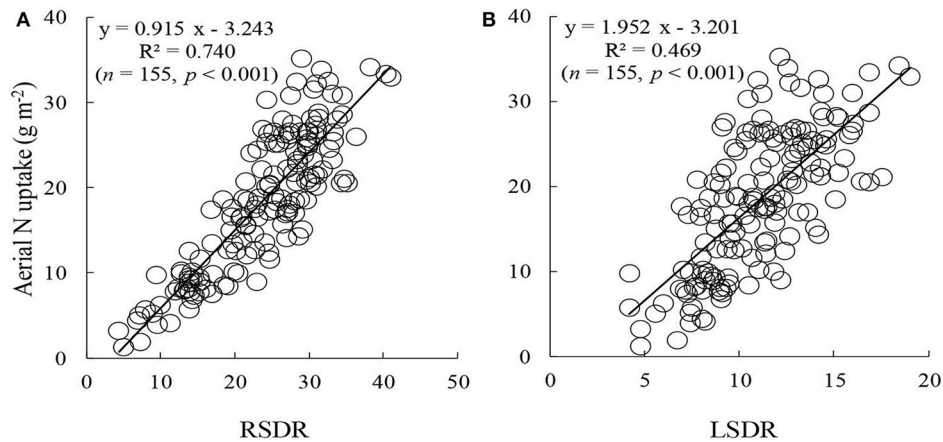 A
y = 0.915 x - 3.243
R² = 0.740
(n = 155, p < 0.001)
Aerial N uptake (g m⁻²)
40
30
20
10
0
0 10 20 30 40 50
RSDR
B
y = 1.952 x - 3.201
R² = 0.469
(n = 155, p < 0.001)
40
30
20
10
0
0 5 10 15 20
LSDR